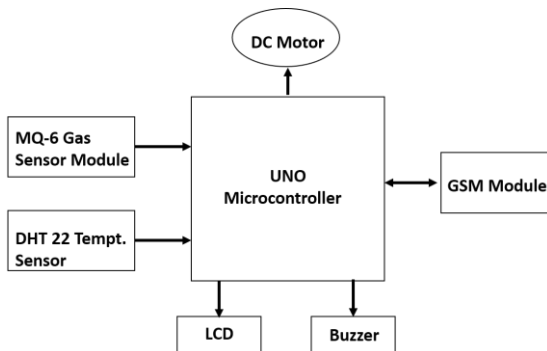 DC Motor
MQ-6 Gas
Sensor Module
UNO
Microcontroller
GSM Module
DHT 22 Tempt.
Sensor
LCD
Buzzer